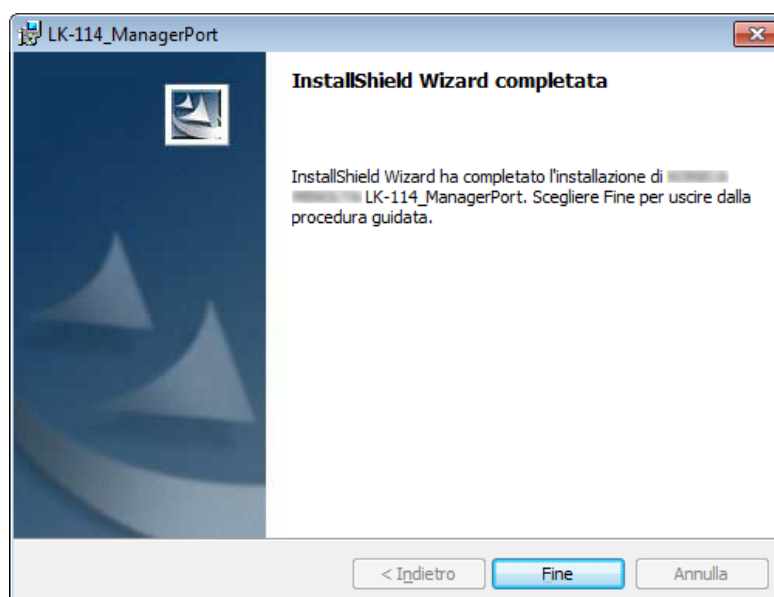 LK-114_ManagerPort
InstallShield Wizard completata
InstallShield Wizard ha completato l'installazione di
LK-114_ManagerPort. Scegliere Fine per uscire dalla
procedura guidata.
< Indietro
Fine
Annulla